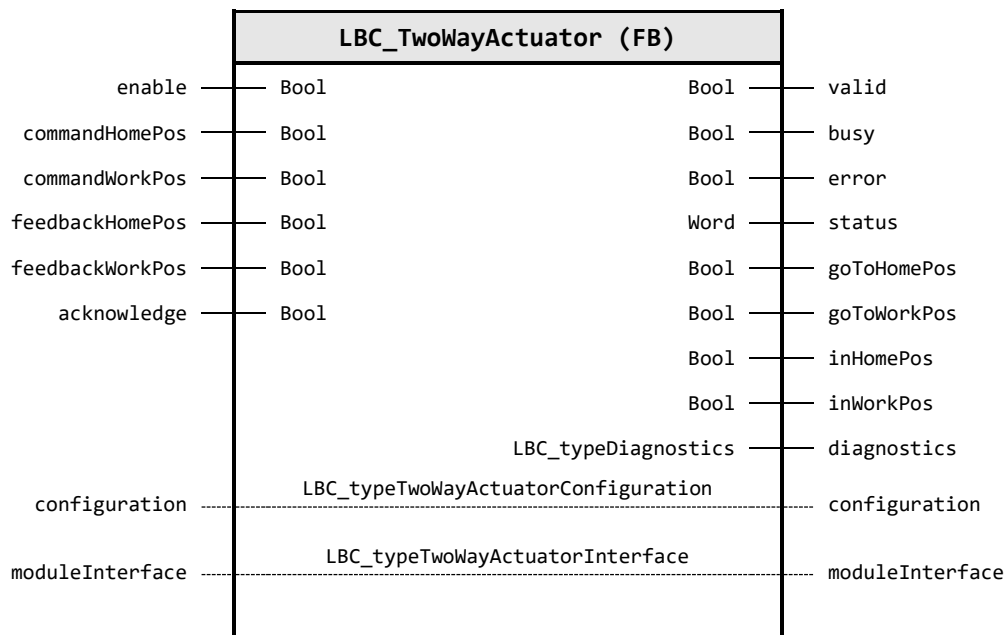 LBC_TwoWayActuator (FB)
enable Bool Bool valid
commandHomePos Bool Bool busy
commandWorkPos Bool Bool error
feedbackHomePos Bool Word status
feedbackWorkPos Bool Bool goToHomePos
acknowledge Bool Bool goToWorkPos
Bool inHomePos
Bool inWorkPos
LBC_typeDiagnostics diagnostics
configuration LBC_typeTwoWayActuatorConfiguration configuration
moduleInterface LBC_typeTwoWayActuatorInterface moduleInterface